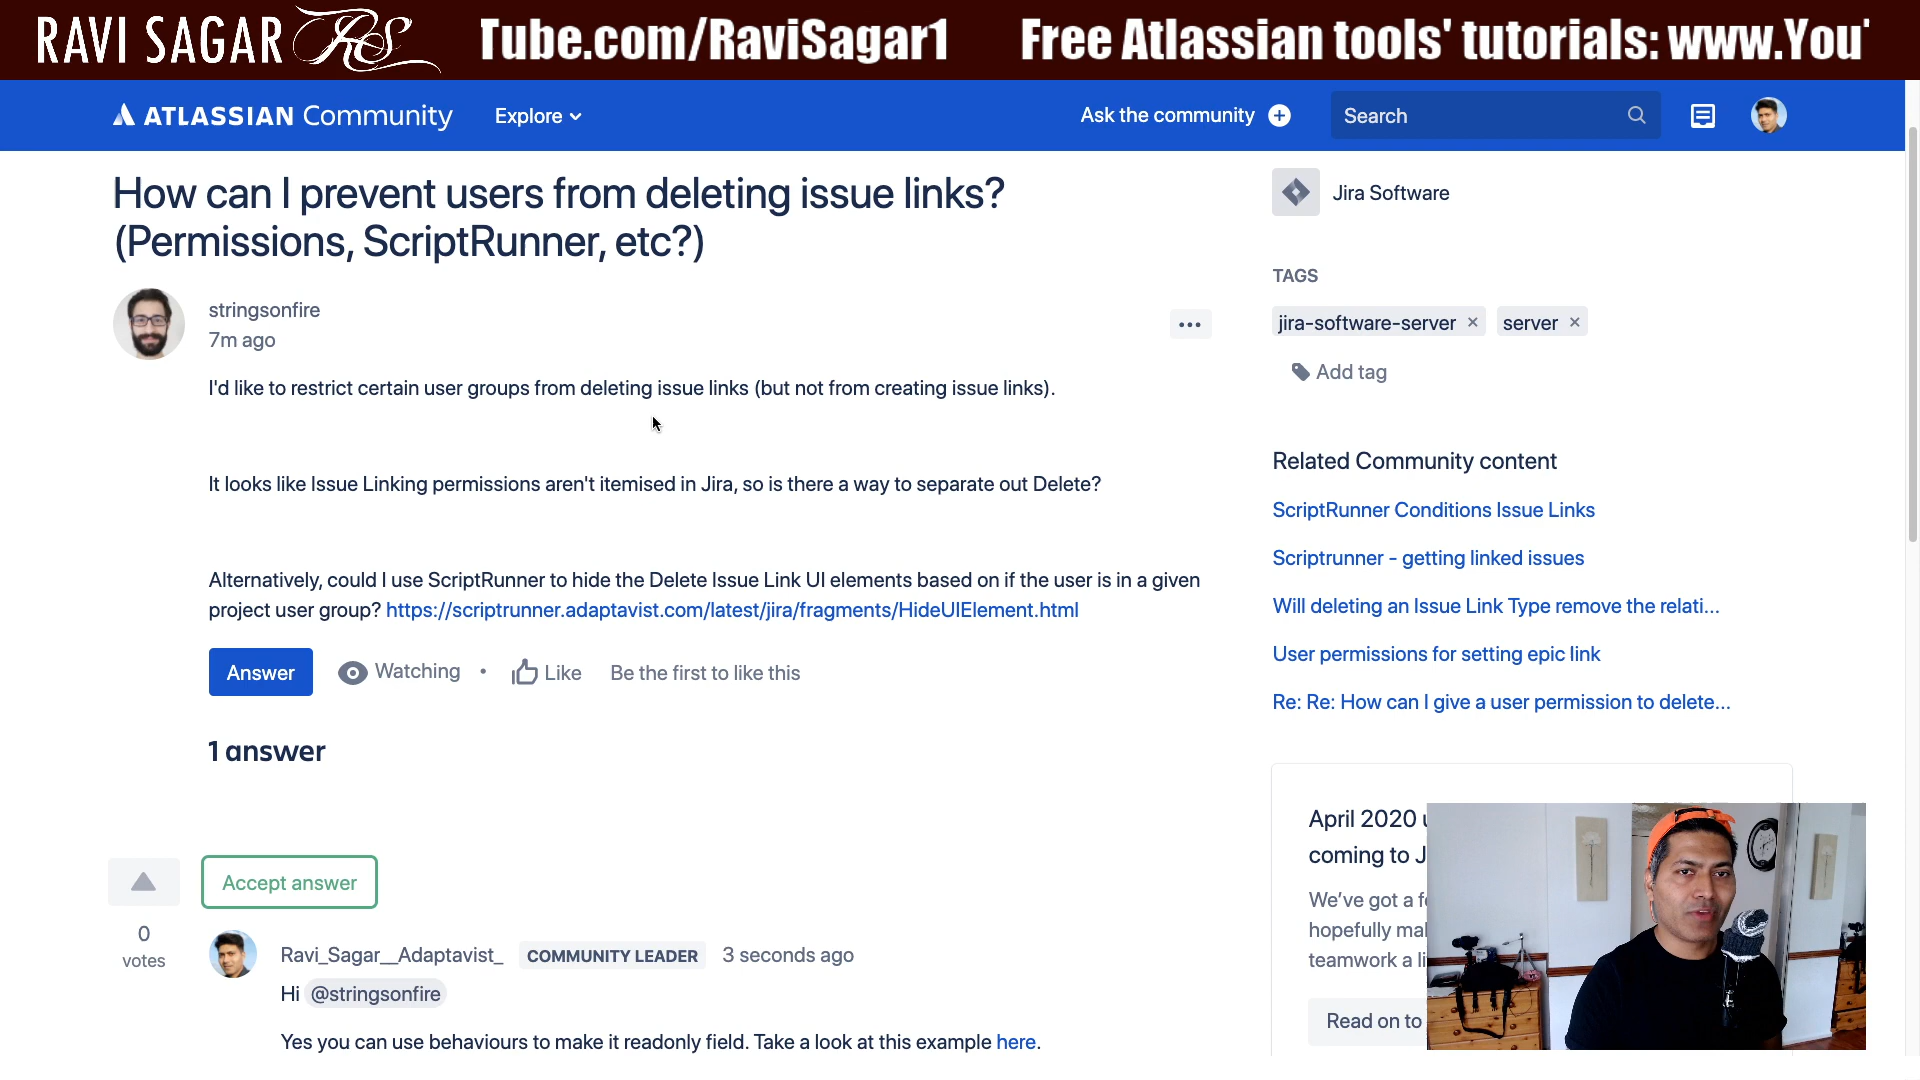 RAVI SAGAR RS Tube.com/RaviSagar1 Free Atlassian tools' tutorials: www.You'
ATLASSIAN Community Explore Ask the community Search
How can I prevent users from deleting issue links?
(Permissions, ScriptRunner, etc?)
stringsonfire
7m ago
I'd like to restrict certain user groups from deleting issue links (but not from creating issue links).
It looks like Issue Linking permissions aren't itemised in Jira, so is there a way to separate out Delete?
Alternatively, could I use ScriptRunner to hide the Delete Issue Link UI elements based on if the user is in a given
project user group? https://scriptrunner.adaptavist.com/latest/jira/fragments/HideUIElement.html
Answer Watching • Like Be the first to like this
1 answer
Accept answer
0
votes
Ravi_Sagar__Adaptavist_ COMMUNITY LEADER 3 seconds ago
Hi @stringsonfire
Yes you can use behaviours to make it readonly field. Take a look at this example here.
Jira Software
TAGS
jira-software-server × server ×
Add tag
Related Community content
ScriptRunner Conditions Issue Links
Scriptrunner - getting linked issues
Will deleting an Issue Link Type remove the relati...
User permissions for setting epic link
Re: Re: How can I give a user permission to delete...
April 2020
coming to J
We've got a
hopefully
teamwork a
Read on to